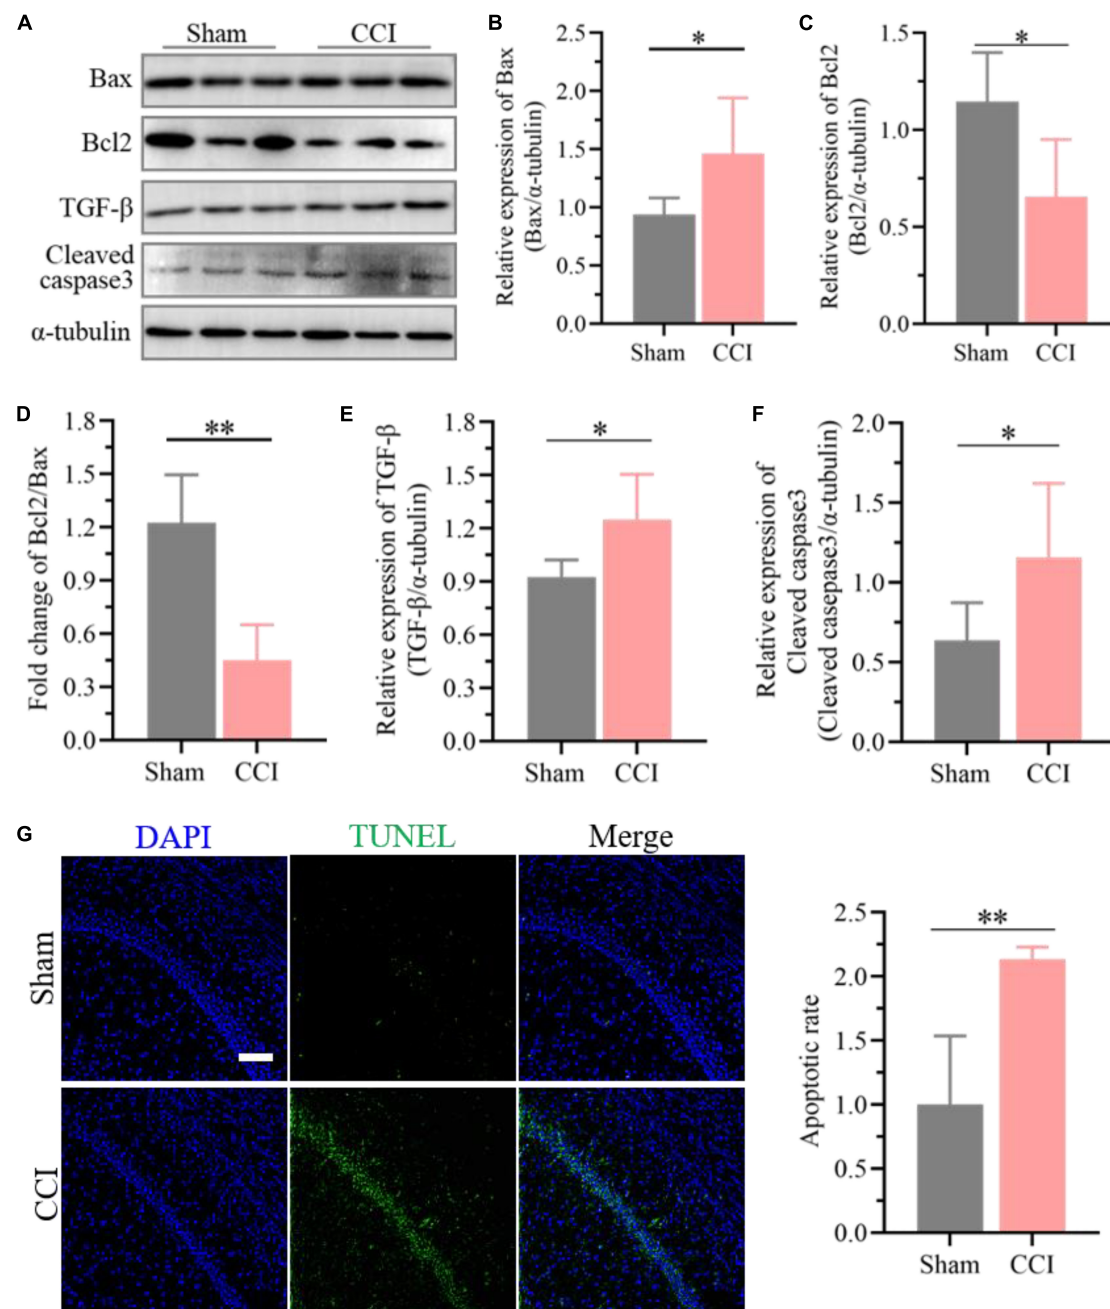 A
Sham CCI
Bax
Bcl2
TGF-β
Cleaved
caspase3
α-tubulin
B
Relative expression of Bax
(Bax/α-tubulin)
2.5
2.0
1.5
1.0
0.5
0.0
*
Sham CCI
C
Relative expression of Bcl2
(Bcl2/α-tubulin)
1.5
1.0
0.5
0.0
*
Sham CCI
D
Fold change of Bcl2/Bax
1.8
1.5
1.2
0.9
0.6
0.3
0.0
**
Sham CCI
E
Relative expression of TGF-β
(TGF-β/α-tubulin)
1.8
1.5
1.2
0.9
0.6
0.3
0.0
*
Sham CCI
F
Relative expression of
Cleaved caspase3
(Cleaved casepase3/α-tubulin)
2.0
1.5
1.0
0.5
0.0
*
Sham CCI
G
DAPI TUNEL Merge
Sham
CCI
Apoptotic rate
2.5
2.0
1.5
1.0
0.5
0.0
**
Sham CCI